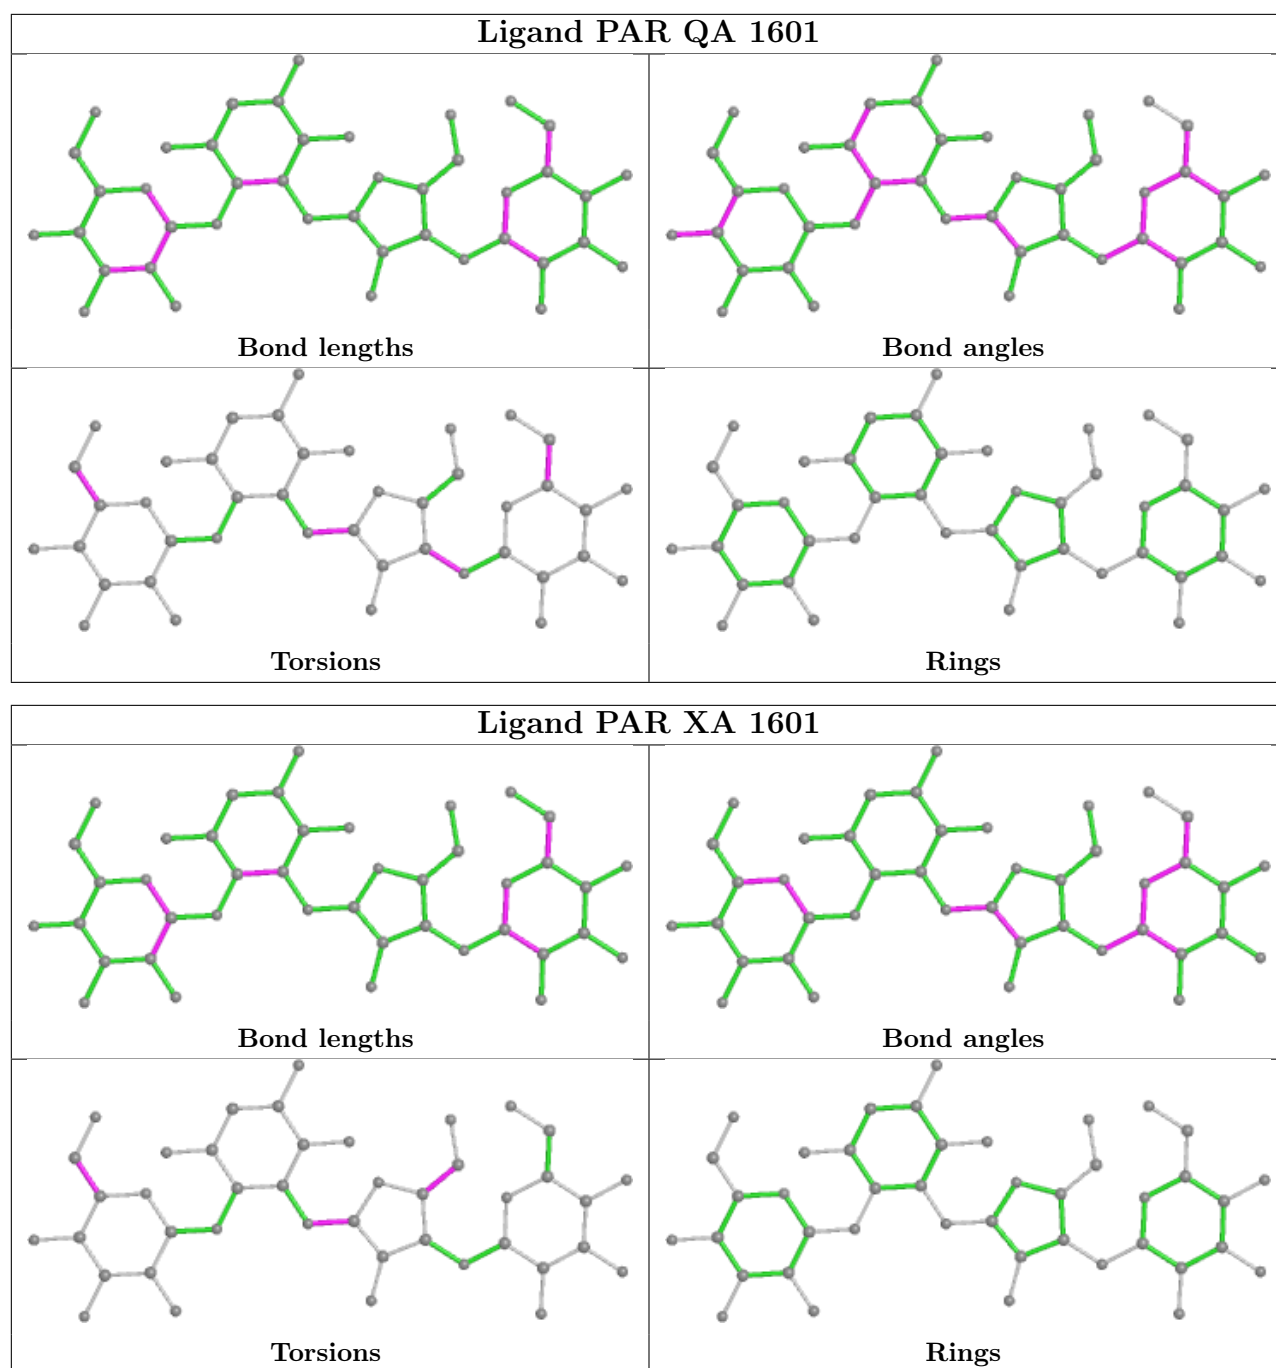 Ligand PAR QA 1601
Bond lengths
Bond angles
Torsions
Rings
Ligand PAR XA 1601
Bond lengths
Bond angles
Torsions
Rings